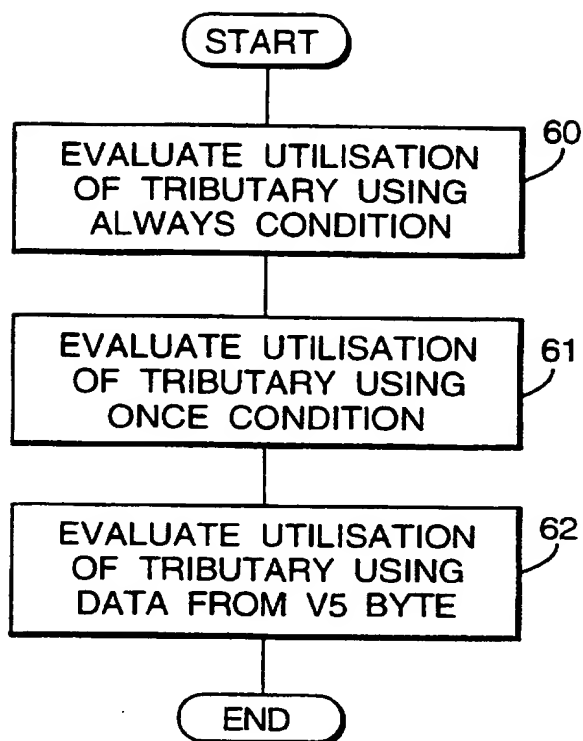 START
60
EVALUATE UTILISATION
OF TRIBUTARY USING
ALWAYS CONDITION
61
EVALUATE UTILISATION
OF TRIBUTARY USING
ONCE CONDITION
62
EVALUATE UTILISATION
OF TRIBUTARY USING
DATA FROM V5 BYTE
END